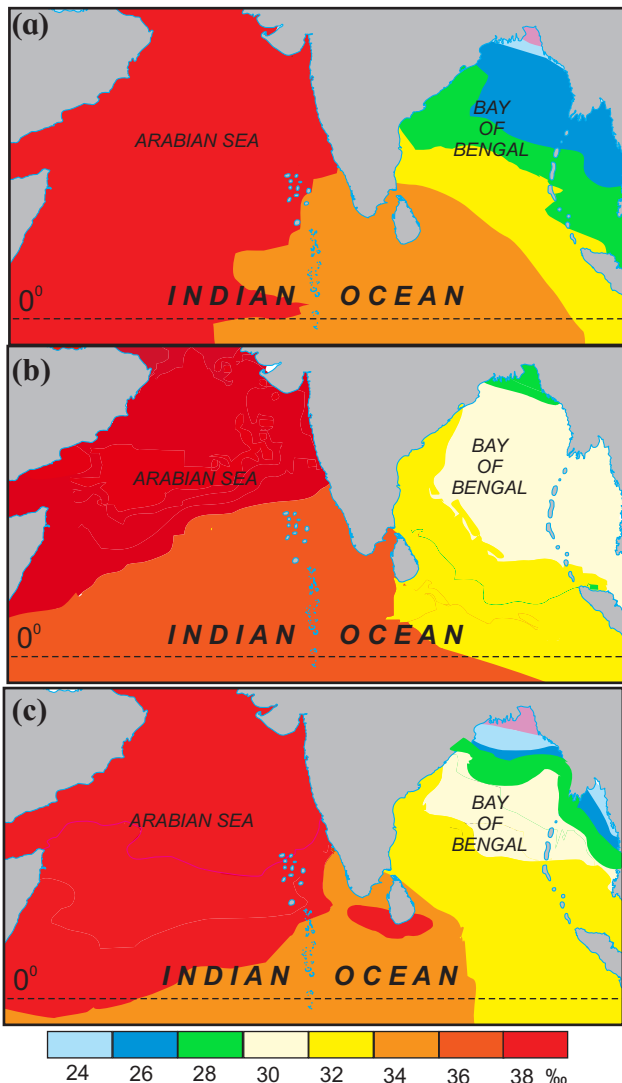 (a)
ARABIAN SEA
BAY
OF
BENGAL
0⁰
INDIAN OCEAN
(b)
ARABIAN SEA
BAY
OF
BENGAL
0⁰
INDIAN OCEAN
(c)
ARABIAN SEA
BAY
OF
BENGAL
0⁰
INDIAN OCEAN
24 26 28 30 32 34 36 38 ‰